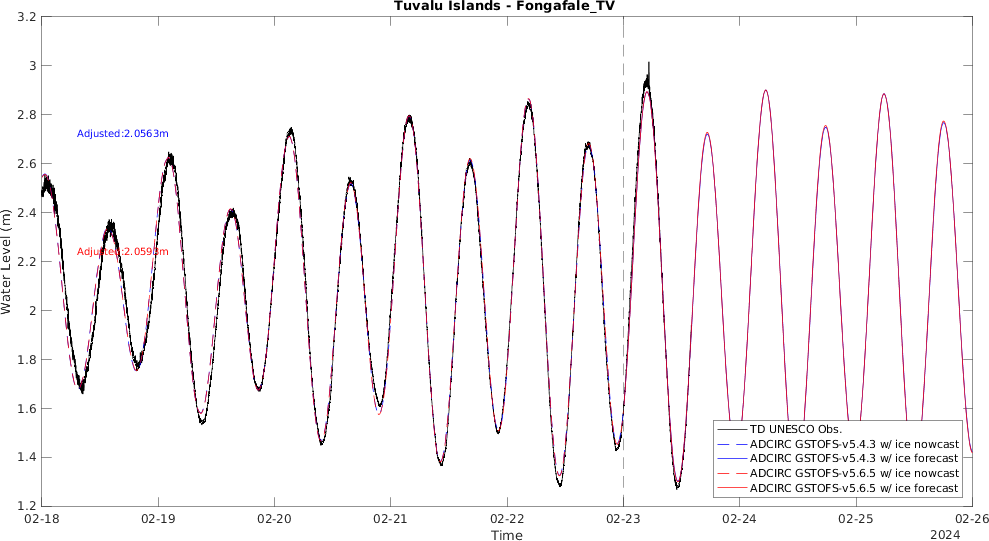 Tuvalu Islands - Fongafale_TV
3.2
3
2.8
2.6
2.4
2.2
2
1.8
1.6
1.4
1.2
Water Level (m)
Adjusted:2.0563m
Adjusted:2.0593m
TD UNESCO Obs.
ADCIRC GSTOFS-v5.4.3 w/ ice nowcast
ADCIRC GSTOFS-v5.4.3 w/ ice forecast
ADCIRC GSTOFS-v5.6.5 w/ ice nowcast
ADCIRC GSTOFS-v5.6.5 w/ ice forecast
02-18 02-19 02-20 02-21 02-22 02-23 02-24 02-25 02-26
Time
2024